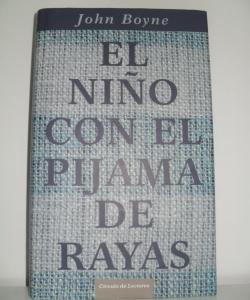 John Boyne
EL
NIÑO
CON EL
PIJAMA
DE
RAYAS
Círculo de Lectores